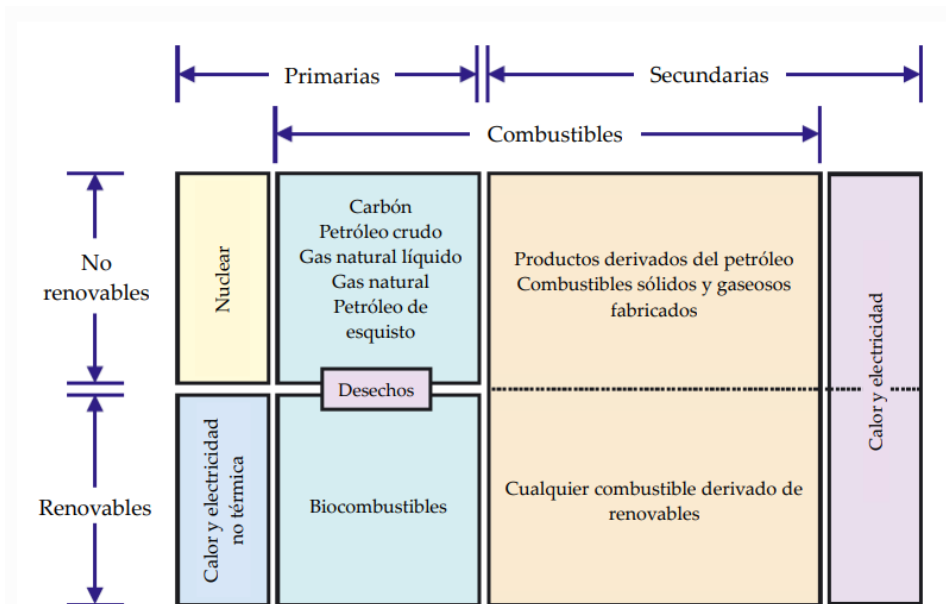 Primarias
Secundarias
Combustibles
No
renovables
Nuclear
Carbón
Petróleo crudo
Gas natural líquido
Gas natural
Petróleo de
esquisto
Productos derivados del petróleo
Combustibles sólidos y gaseosos
fabricados
Calor y electricidad
Desechos
Renovables
Calor y electricidad
no térmica
Biocombustibles
Cualquier combustible derivado de
renovables